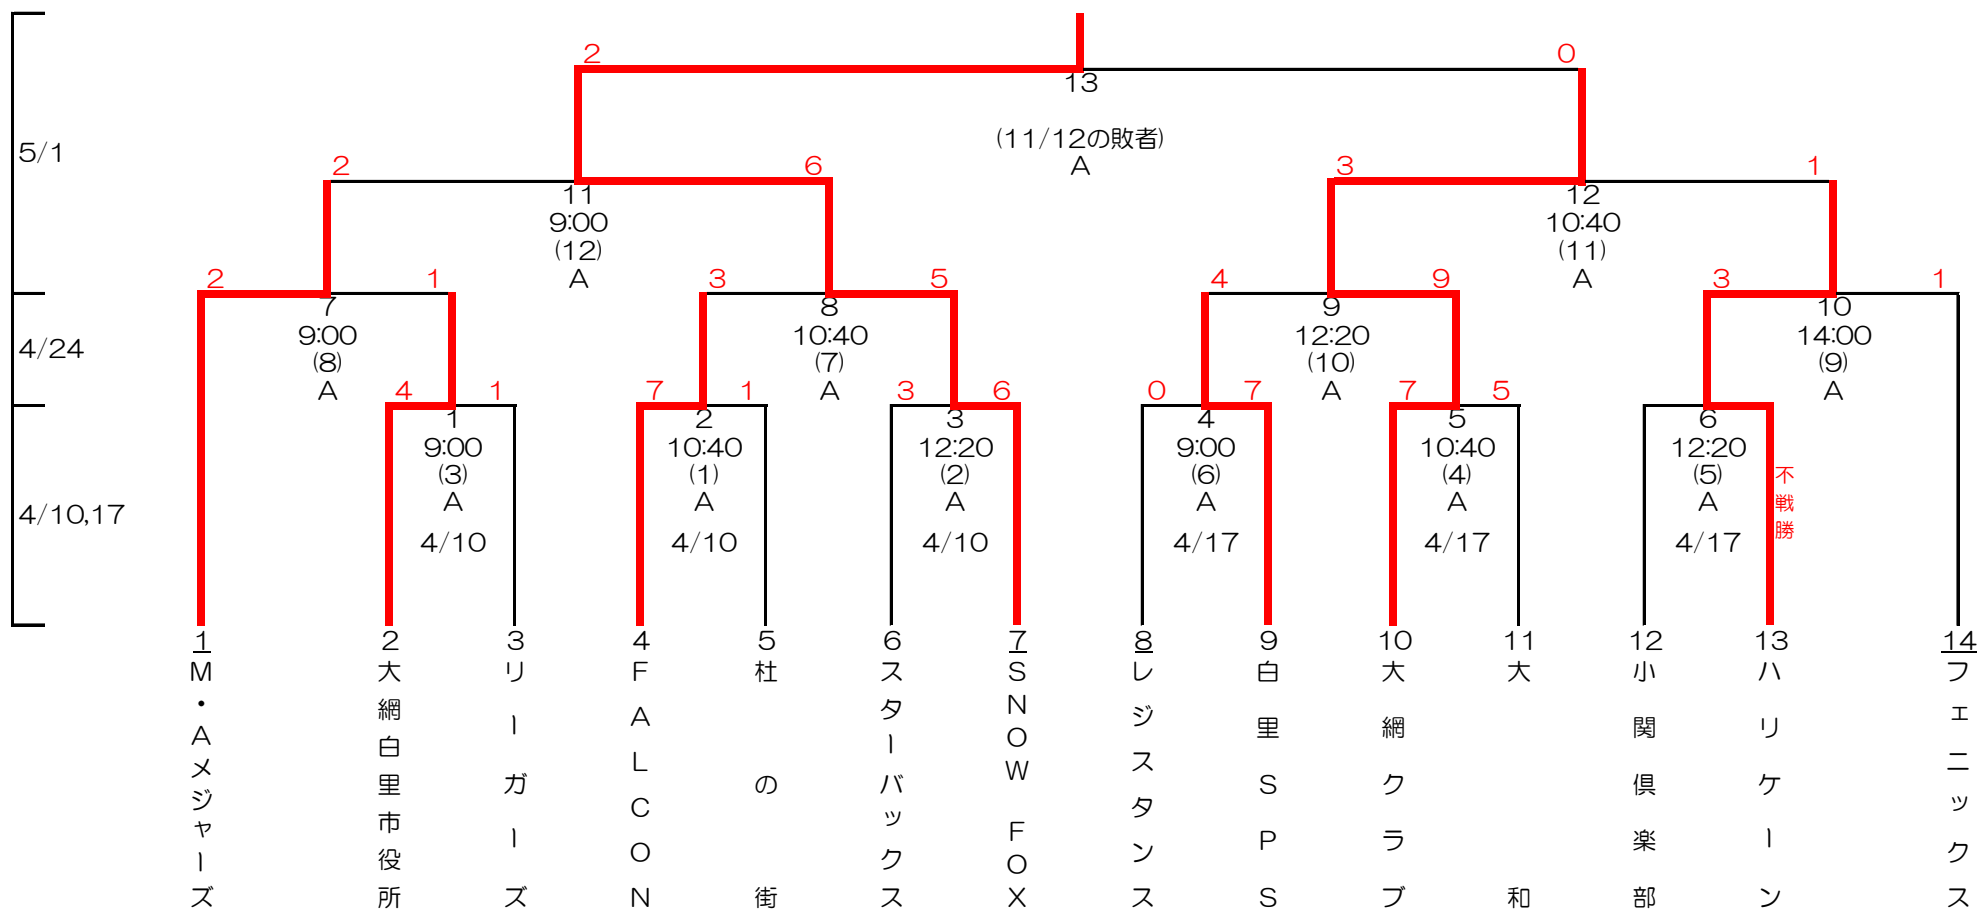 2 0
13
(11/12の敗者)
A
5/1
2 6 3 1
11 12
9:00 10:40
(12) (11)
A A
2 1 3 5 4 9 3 1
7 8 9 10
9:00 10:40 12:20 14:00
(8) (7) (10) (9)
A A A A
4/24
4 1 7 1 3 6 0 7 7 5
1 2 3 4 5 6
9:00 10:40 12:20 9:00 10:40 12:20
(3) (1) (2) (6) (4) (5)
A A A A A A
不戦勝
4/10,17
4/10 4/10 4/10 4/17 4/17 4/17
1 2 3 4 5 6 7 8 9 10 11 12 13 14
M・Aメジャーズ
大網白里市役所
リーガーズ
FALCON
杜の街
スターバックス
SNOW FOX
レジスタンス
白里SPS
大網クラブ
大和
小関倶楽部
ハリケーン
フェニックス